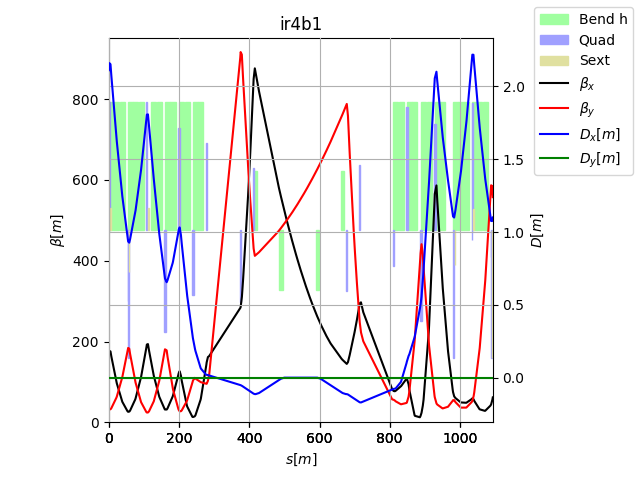 ir4b1
Bend h
Quad
Sext
βx
βy
Dx[m]
Dy[m]
800
600
400
200
0
β[m]
2.0
1.5
1.0
0.5
0.0
D[m]
0 200 400 600 800 1000
s[m]